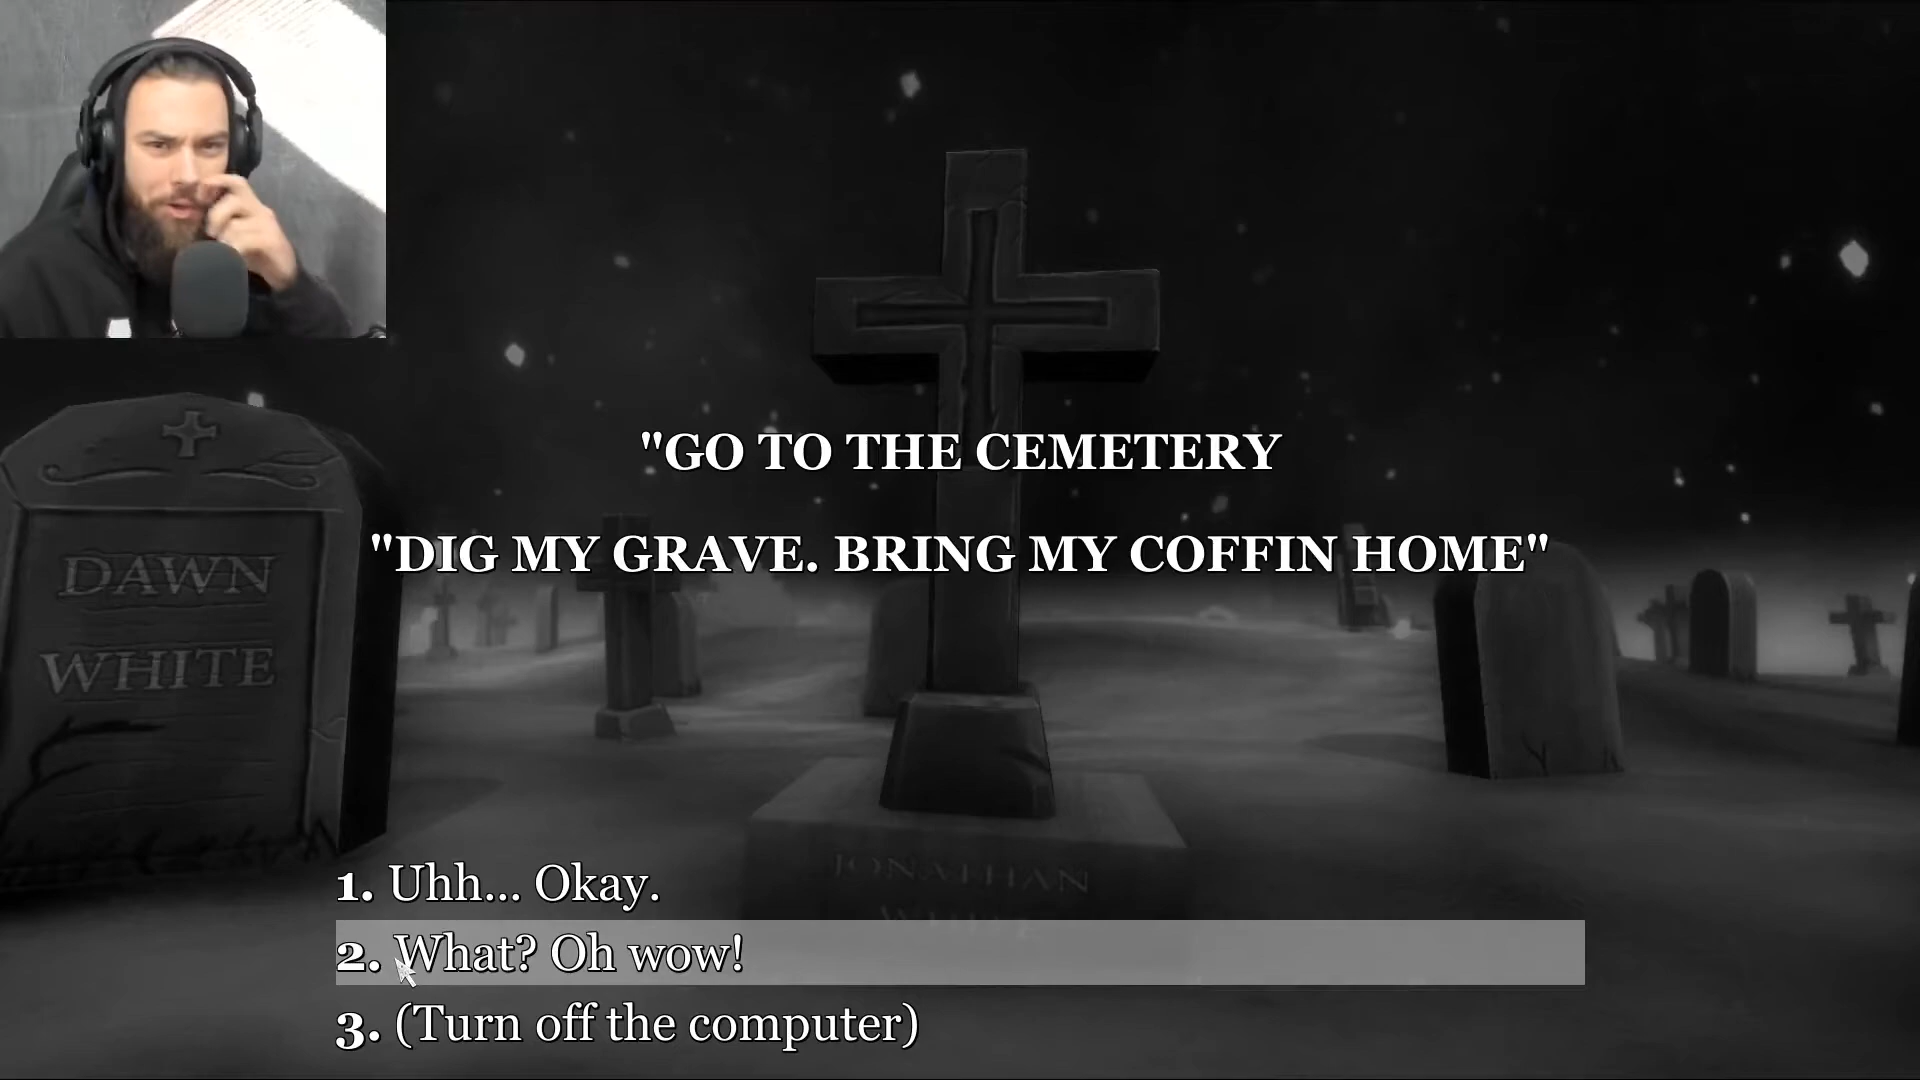 "GO TO THE CEMETERY
"DIG MY GRAVE. BRING MY COFFIN HOME"
DAWN
WHITE
JONATHAN
WHITE
1. Uhh... Okay.
2. What? Oh wow!
3. (Turn off the computer)